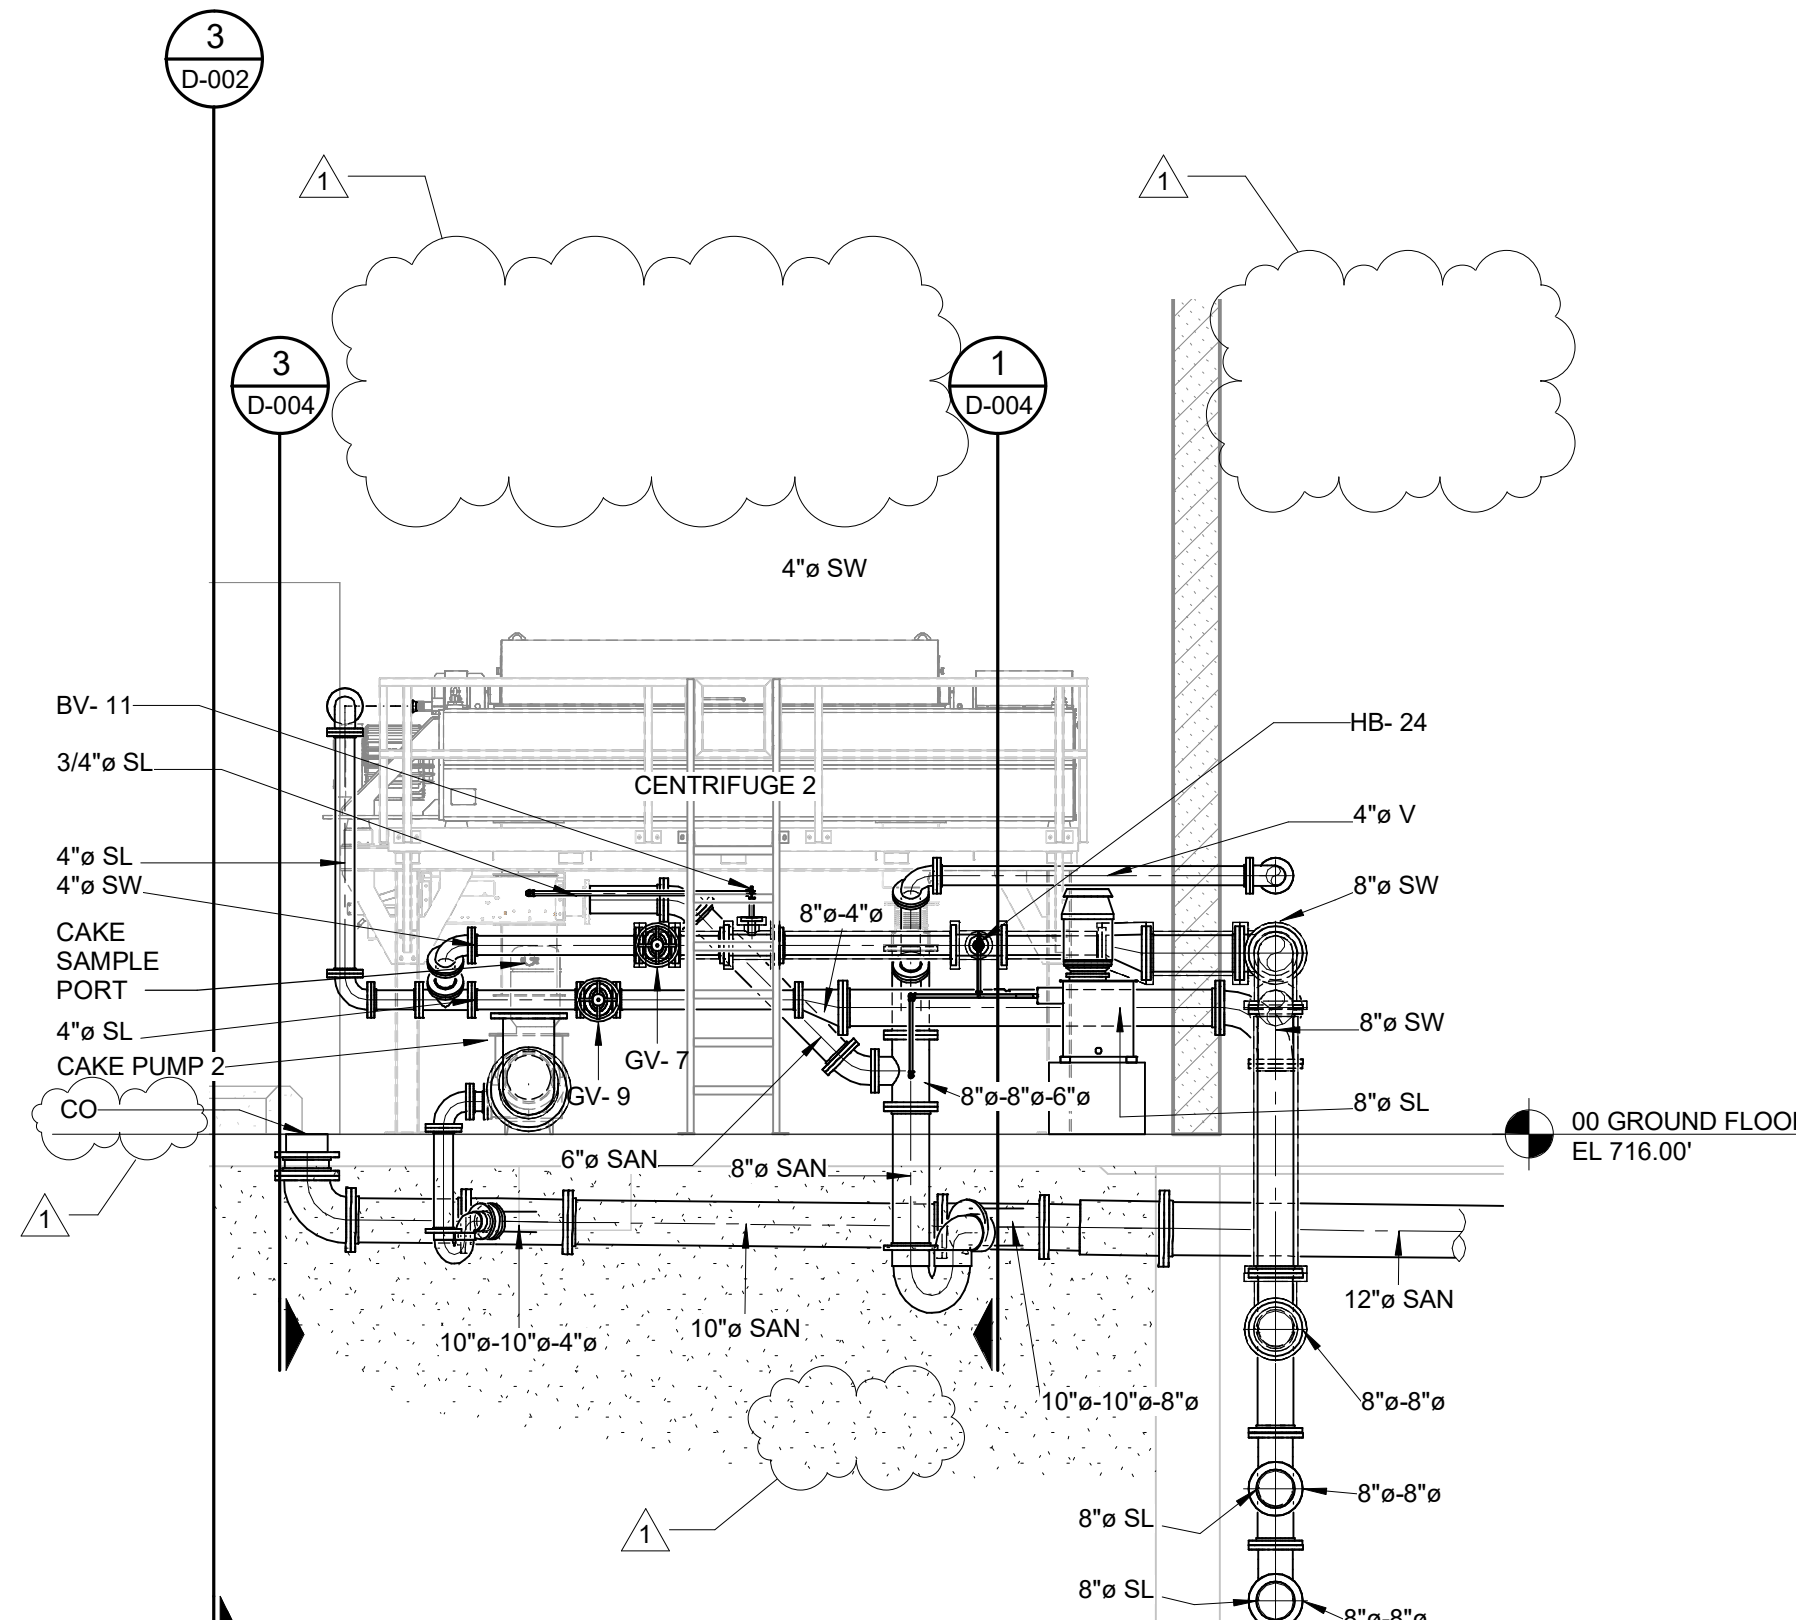 3
D-002
1
1
3
D-004
1
D-004
4"ø SW
BV- 11
HB- 24
3/4"ø SL
CENTRIFUGE 2
4"ø V
4"ø SL
4"ø SW
8"ø SW
8"ø-4"ø
CAKE
SAMPLE
PORT
4"ø SL
8"ø SW
CAKE PUMP 2
GV- 7
GV- 9
8"ø-8"ø-6"ø
8"ø SL
CO
00 GROUND FLOOR
EL 716.00'
6"ø SAN
8"ø SAN
1
12"ø SAN
10"ø-10"ø-4"ø
10"ø SAN
10"ø-10"ø-8"ø
8"ø-8"ø
8"ø-8"ø
8"ø SL
1
8"ø SL
8"ø-8"ø